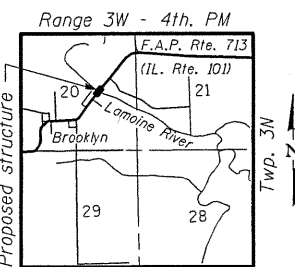 Range 3W - 4th. PM
F.A.P. Rte. 713
(IL. Rte. 101)
20
21
Lamoine River
Brooklyn
29
28
Proposed structure
Twp. 3N
N